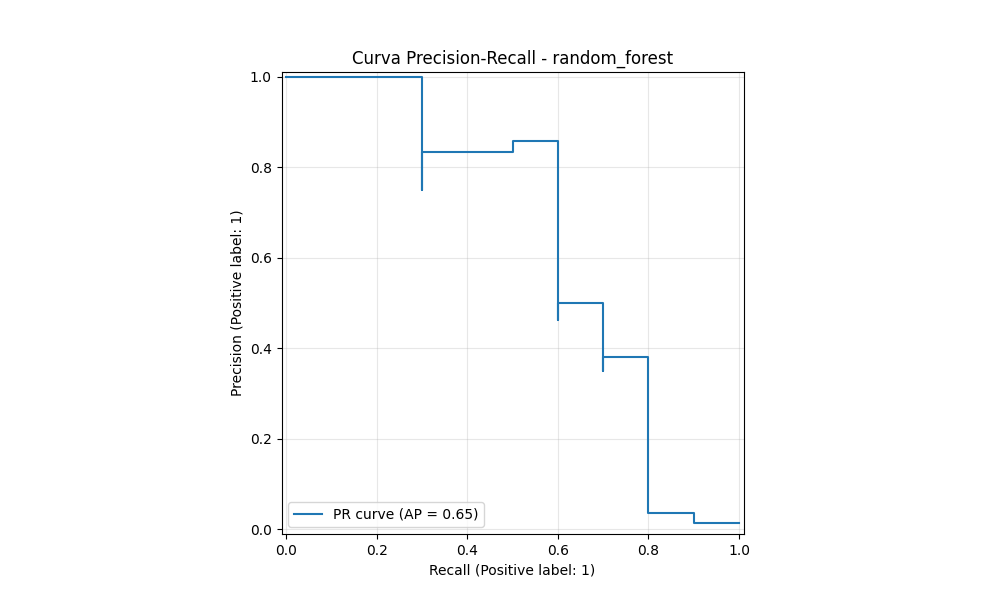 Curva Precision-Recall - random_forest
1.0
0.8
0.6
0.4
0.2
0.0
Precision (Positive label: 1)
PR curve (AP = 0.65)
0.0 0.2 0.4 0.6 0.8 1.0
Recall (Positive label: 1)